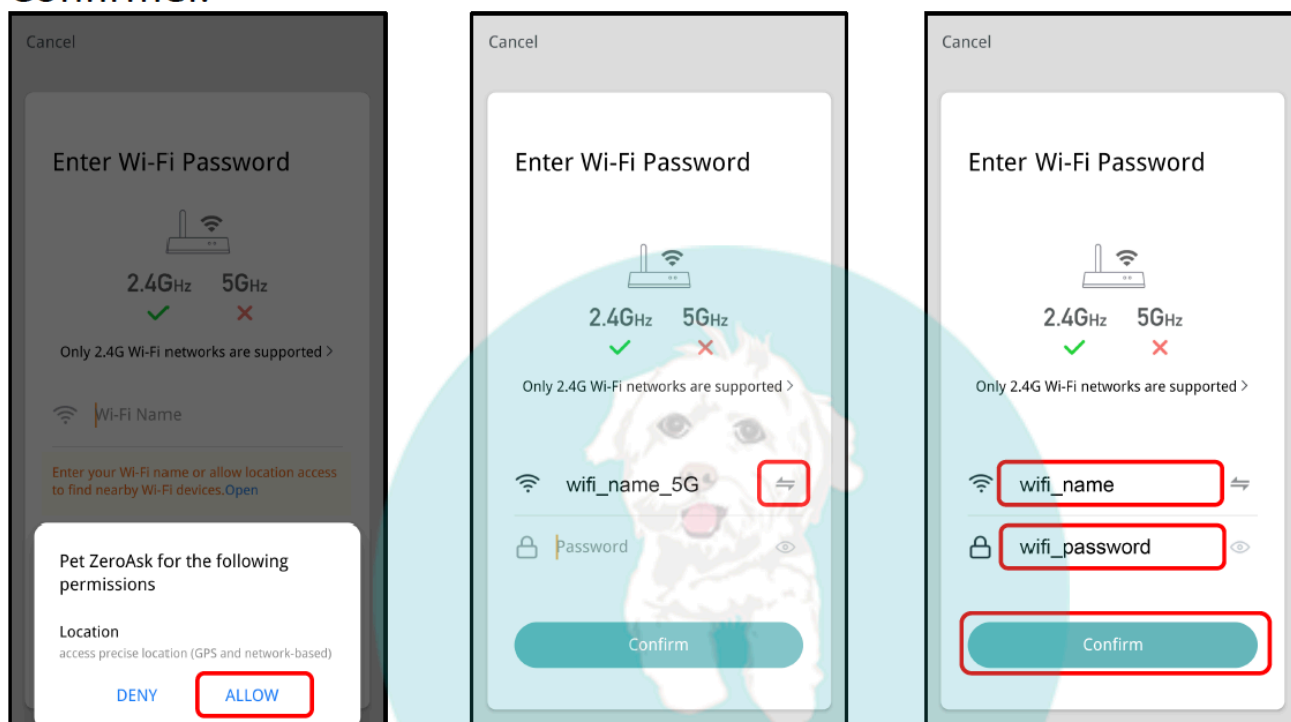 Cancel
Enter Wi-Fi Password
2.4GHz 5GHz
Only 2.4G Wi-Fi networks are supported >
Wi-Fi Name
Enter your Wi-Fi name or allow location access
to find nearby Wi-Fi devices.Open
Pet ZeroAsk for the following
permissions
Location
access precise location (GPS and network-based)
DENY ALLOW
Cancel
Enter Wi-Fi Password
2.4GHz 5GHz
Only 2.4G Wi-Fi networks are supported >
wifi_name_5G
Password
Confirm
Cancel
Enter Wi-Fi Password
2.4GHz 5GHz
Only 2.4G Wi-Fi networks are supported >
wifi_name
wifi_password
Confirm